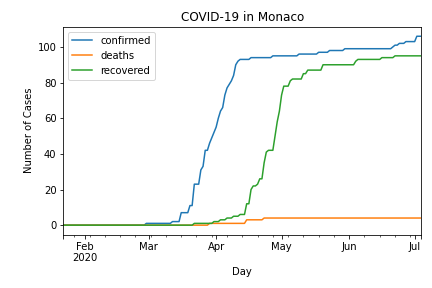 COVID-19 in Monaco
confirmed
deaths
recovered
Number of Cases
100
80
60
40
20
0
Feb Mar Apr May Jun Jul
2020
Day